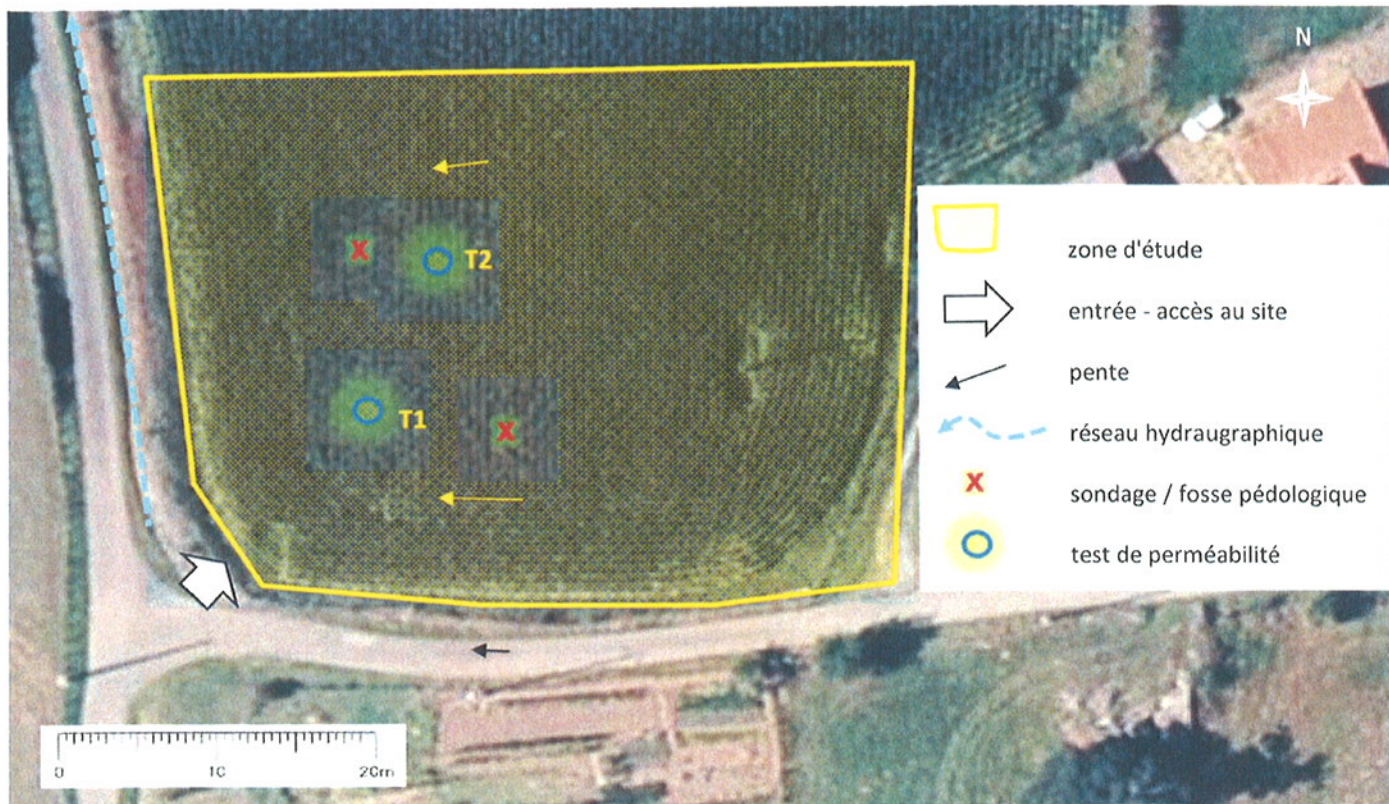 N
T2
T1
zone d'étude
entrée - accès au site
pente
réseau hydraugraphique
sondage / fosse pédologique
test de perméabilité
0 10 20m